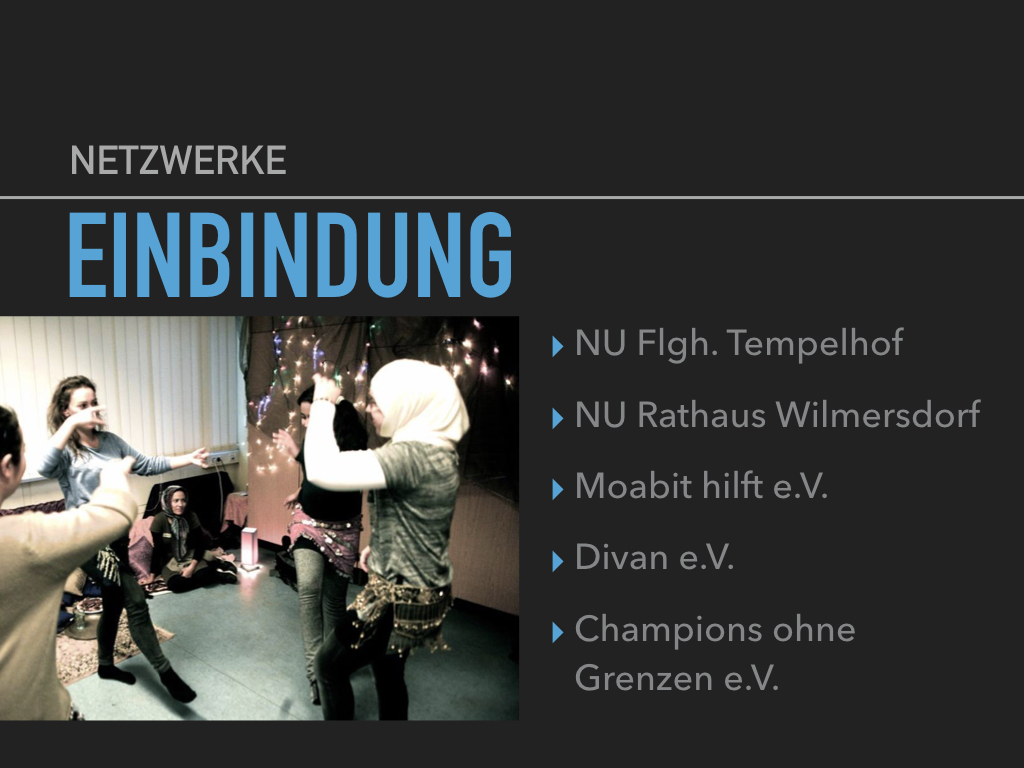 NETZWERKE
EINBINDUNG
NU Flgh. Tempelhof
NU Rathaus Wilmersdorf
Moabit hilft e.V.
Divan e.V.
Champions ohne
Grenzen e.V.